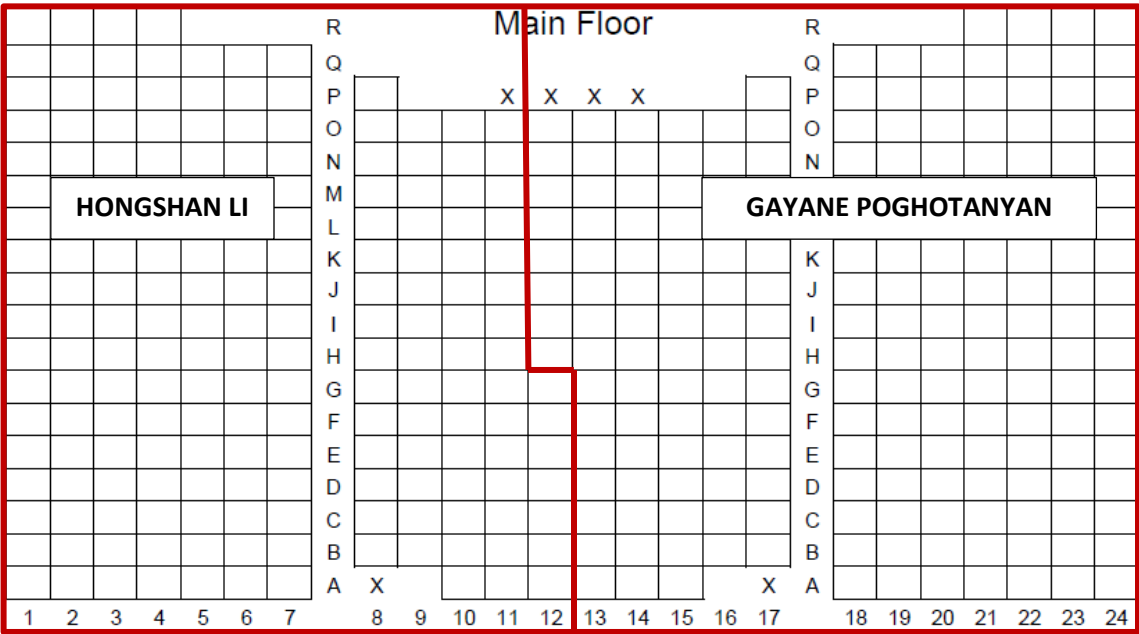 R Main Floor R
Q Q
P X X X X P
O O
N N
M
HONGSHAN LI GAYANE POGHOTANYAN
L
K K
J J
I I
H H
G G
F F
E E
D D
C C
B B
A X X A
1 2 3 4 5 6 7 8 9 10 11 12 13 14 15 16 17 18 19 20 21 22 23 24